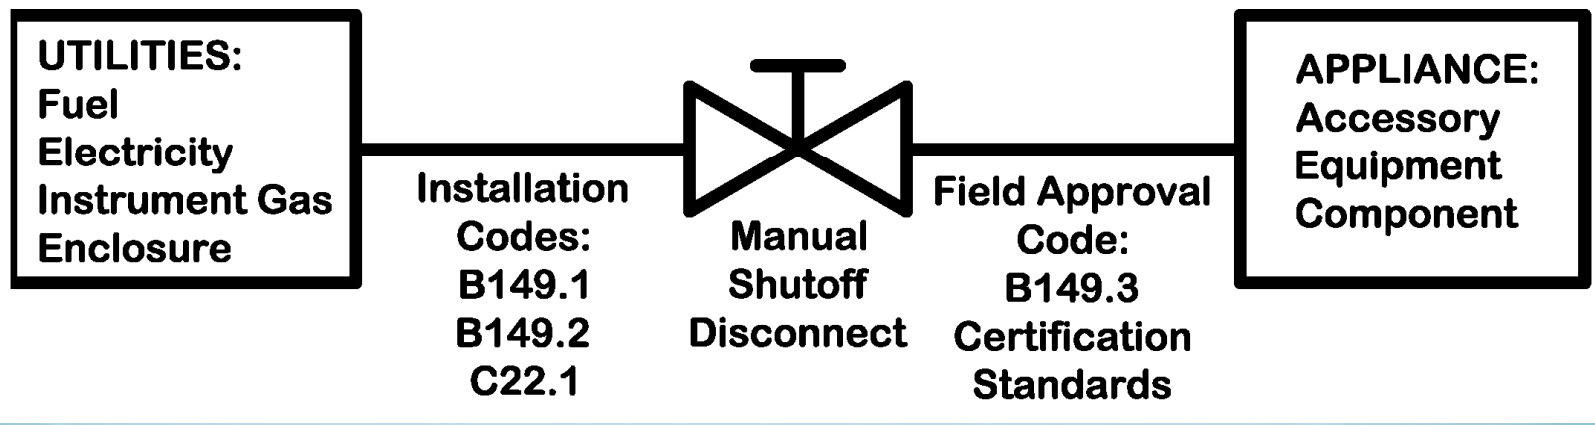 UTILITIES:
Fuel
Electricity
Instrument Gas
Enclosure
Installation
Codes:
B149.1
B149.2
C22.1
Manual
Shutoff
Disconnect
Field Approval
Code:
B149.3
Certification
Standards
APPLIANCE:
Accessory
Equipment
Component